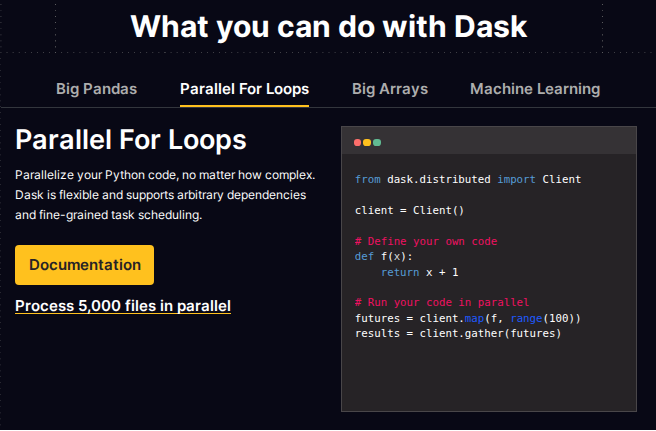 What you can do with Dask
Big Pandas
Parallel For Loops
Big Arrays
Machine Learning
Parallel For Loops
Parallelize your Python code, no matter how complex.
Dask is flexible and supports arbitrary dependencies
and fine-grained task scheduling.
Documentation
Process 5,000 files in parallel
from dask.distributed import Client

client = Client()

# Define your own code
def f(x):
    return x + 1

# Run your code in parallel
futures = client.map(f, range(100))
results = client.gather(futures)